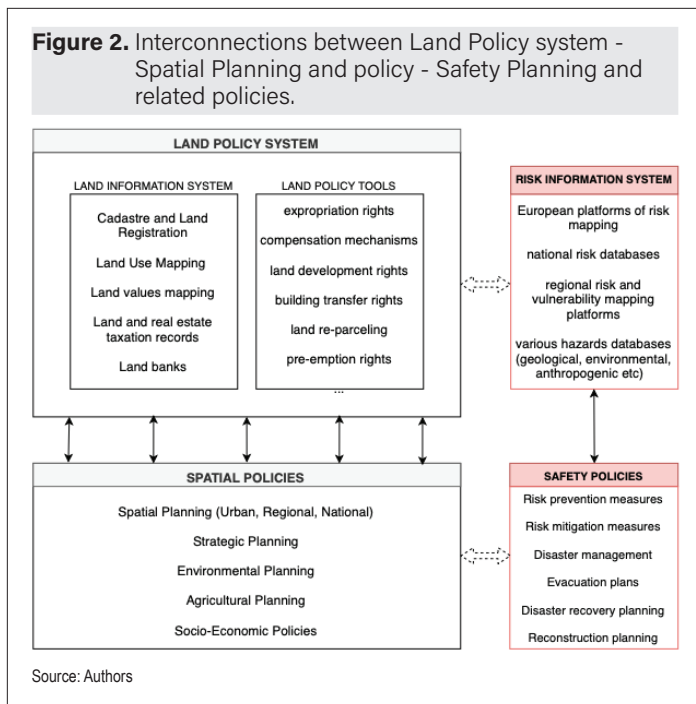 Figure 2. Interconnections between Land Policy system -
Spatial Planning and policy - Safety Planning and
related policies.
LAND POLICY SYSTEM
LAND INFORMATION SYSTEM
Cadastre and Land
Registration
Land Use Mapping
Land values mapping
Land and real estate
taxation records
Land banks
LAND POLICY TOOLS
expropriation rights
compensation mechanisms
land development rights
building transfer rights
land re-parceling
pre-emption rights
...
RISK INFORMATION SYSTEM
European platforms of risk
mapping
national risk databases
regional risk and
vulnerability mapping
platforms
various hazards databases
(geological, environmental,
anthropogenic etc)
SPATIAL POLICIES
Spatial Planning (Urban, Regional, National)
Strategic Planning
Environmental Planning
Agricultural Planning
Socio-Economic Policies
SAFETY POLICIES
Risk prevention measures
Risk mitigation measures
Disaster management
Evacuation plans
Disaster recovery planning
Reconstruction planning
Source: Authors